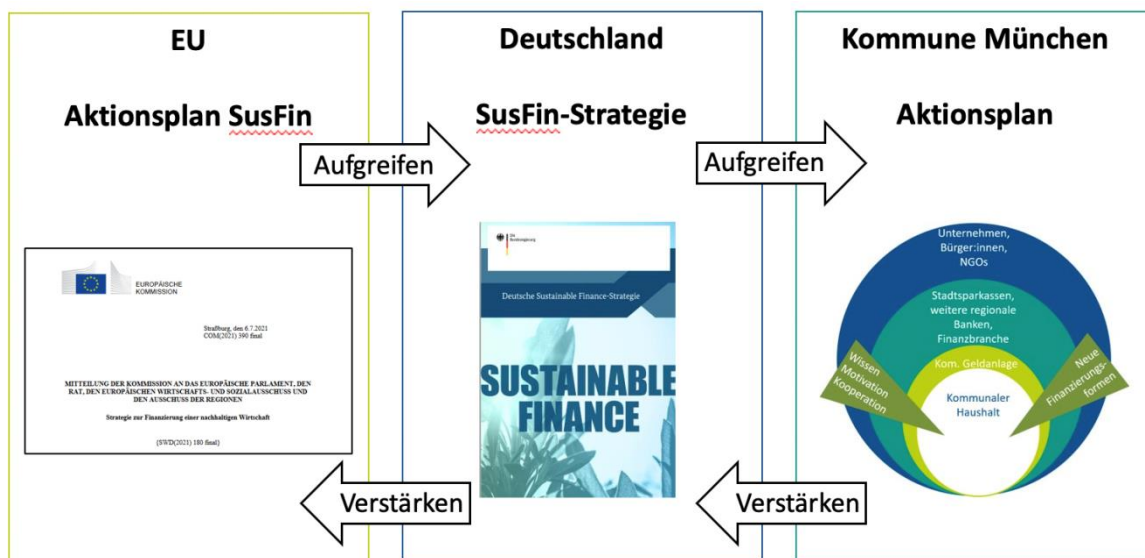 EU
Aktionsplan SusFin
Aufgreifen
EUROPÄISCHE
KOMMISSION
Straßburg, den 6.7.2021
COM(2021) 390 final
MITTEILUNG DER KOMMISSION AN DAS EUROPÄISCHE PARLAMENT, DEN
RAT, DEN EUROPÄISCHEN WIRTSCHAFTS- UND SOZIALAUSSCHUSS UND
DEN AUSSCHUSS DER REGIONEN
Strategie zur Finanzierung einer nachhaltigen Wirtschaft
{SWD(2021) 180 final}
Verstärken
Deutschland
SusFin-Strategie
Aufgreifen
Die
Bundesregierung
Deutsche Sustainable Finance-Strategie
SUSTAINABLE
FINANCE
Verstärken
Kommune München
Aktionsplan
Unternehmen,
Bürger:innen,
NGOs
Stadtsparkassen,
weitere regionale
Banken,
Finanzbranche
Kom. Geldanlage
Kommunaler
Haushalt
Wissen
Motivation
Kooperation
Neue
Finanzierungs-
formen